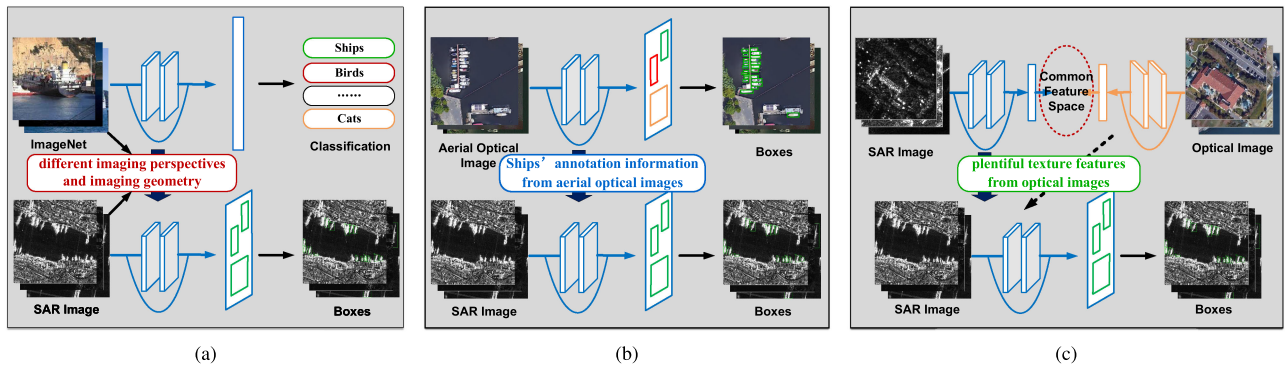 ImageNet
Ships
Birds
......
Cats
Classification
different imaging perspectives
and imaging geometry
SAR Image
Boxes
(a)
Aerial Optical
Image
Boxes
Ships' annotation information
from aerial optical images
SAR Image
Boxes
(b)
SAR Image
Common
Feature
Space
Optical Image
plentiful texture features
from optical images
SAR Image
Boxes
(c)